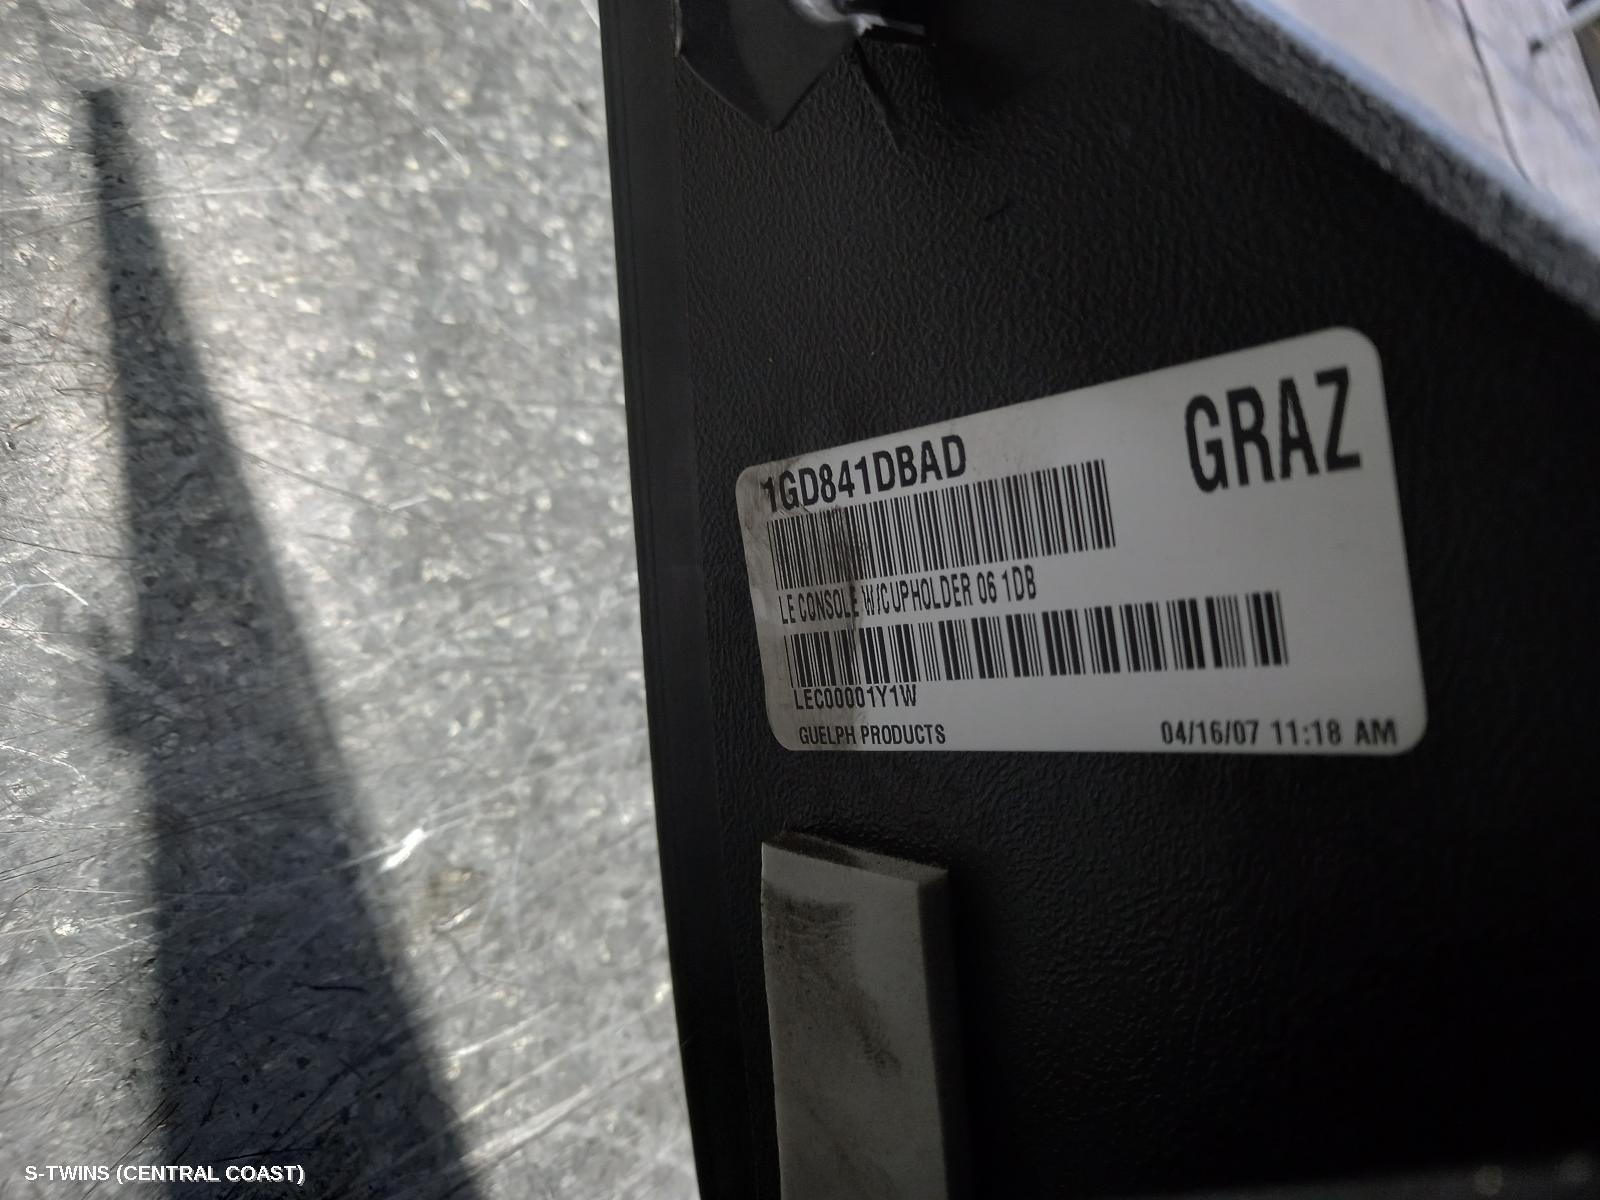 1GD841DBAD
GRAZ
LE CONSOLE W/CUPHOLDER 06 1DB
LEC00001Y1W
GUELPH PRODUCTS
04/16/07 11:18 AM
S-TWINS (CENTRAL COAST)